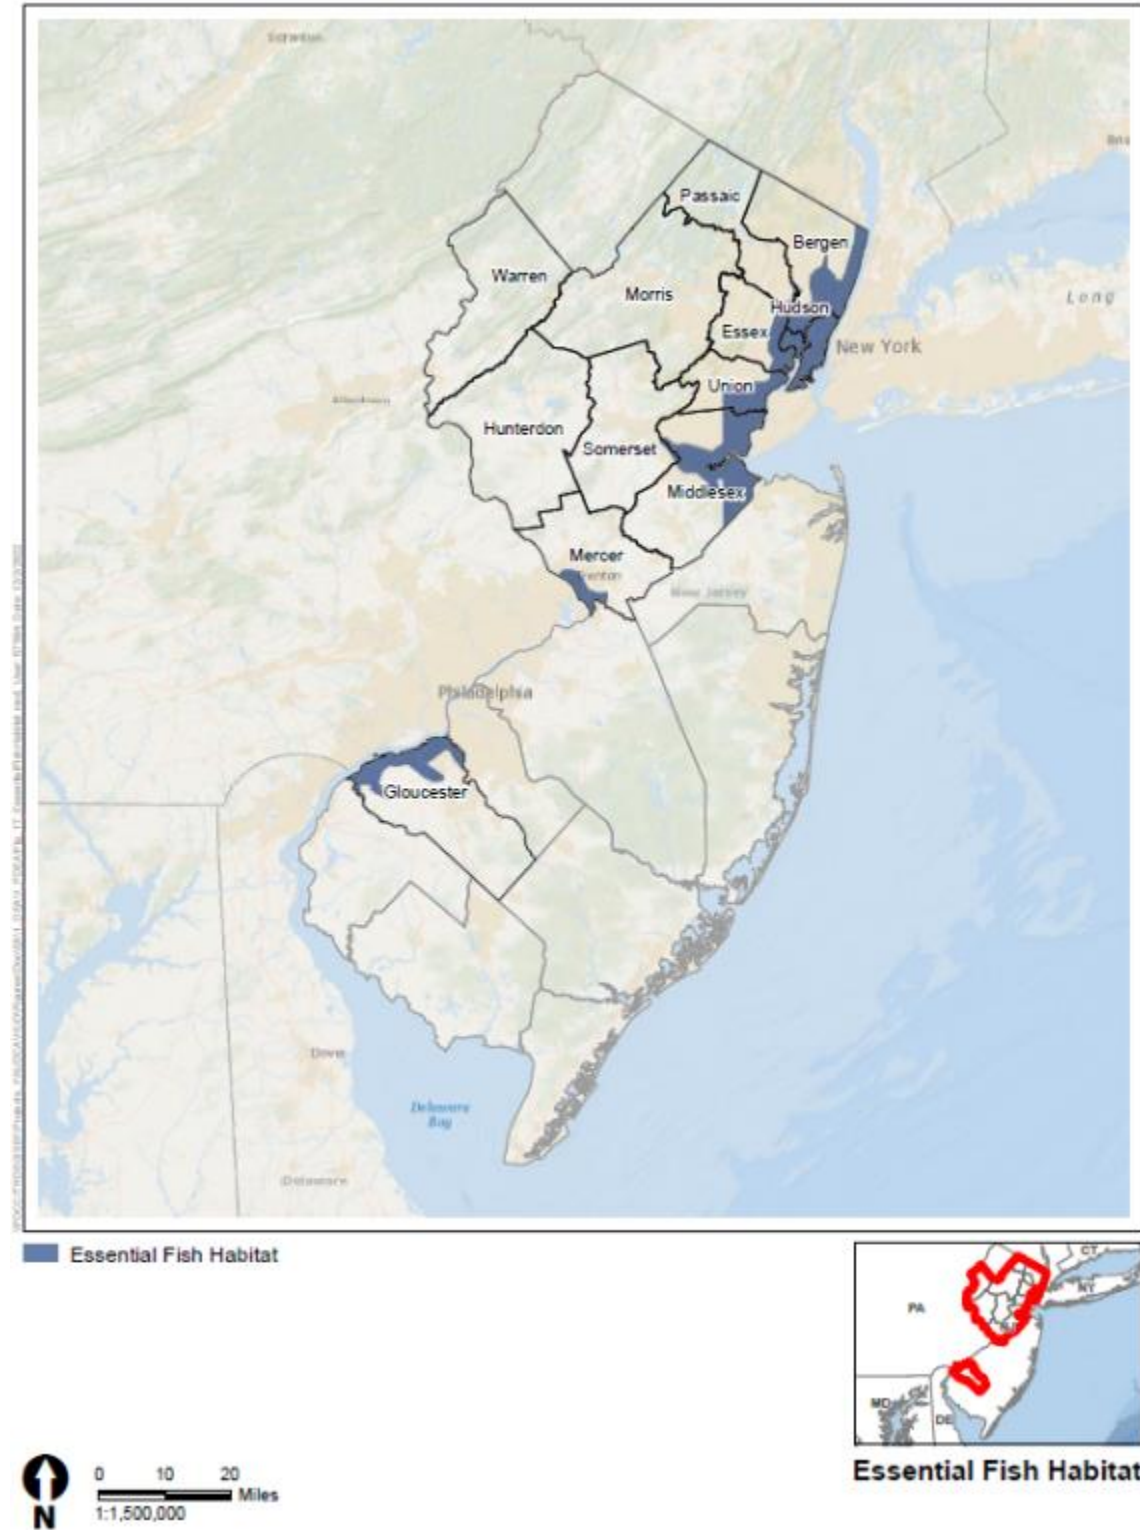 Scranton
Passaic
Bergen
Warren
Morris
Hudson
Long
Essex
New York
Union
Allentown
Hunterdon
Somerset
Middlesex
Mercer
Trenton
New Jersey
Philadelphia
Gloucester
Dover
Delaware
Bay
Delaware
Essential Fish Habitat
CT
NY
PA
NJ
MD
DE
Essential Fish Habitat
0 10 20
Miles
1:1,500,000
N